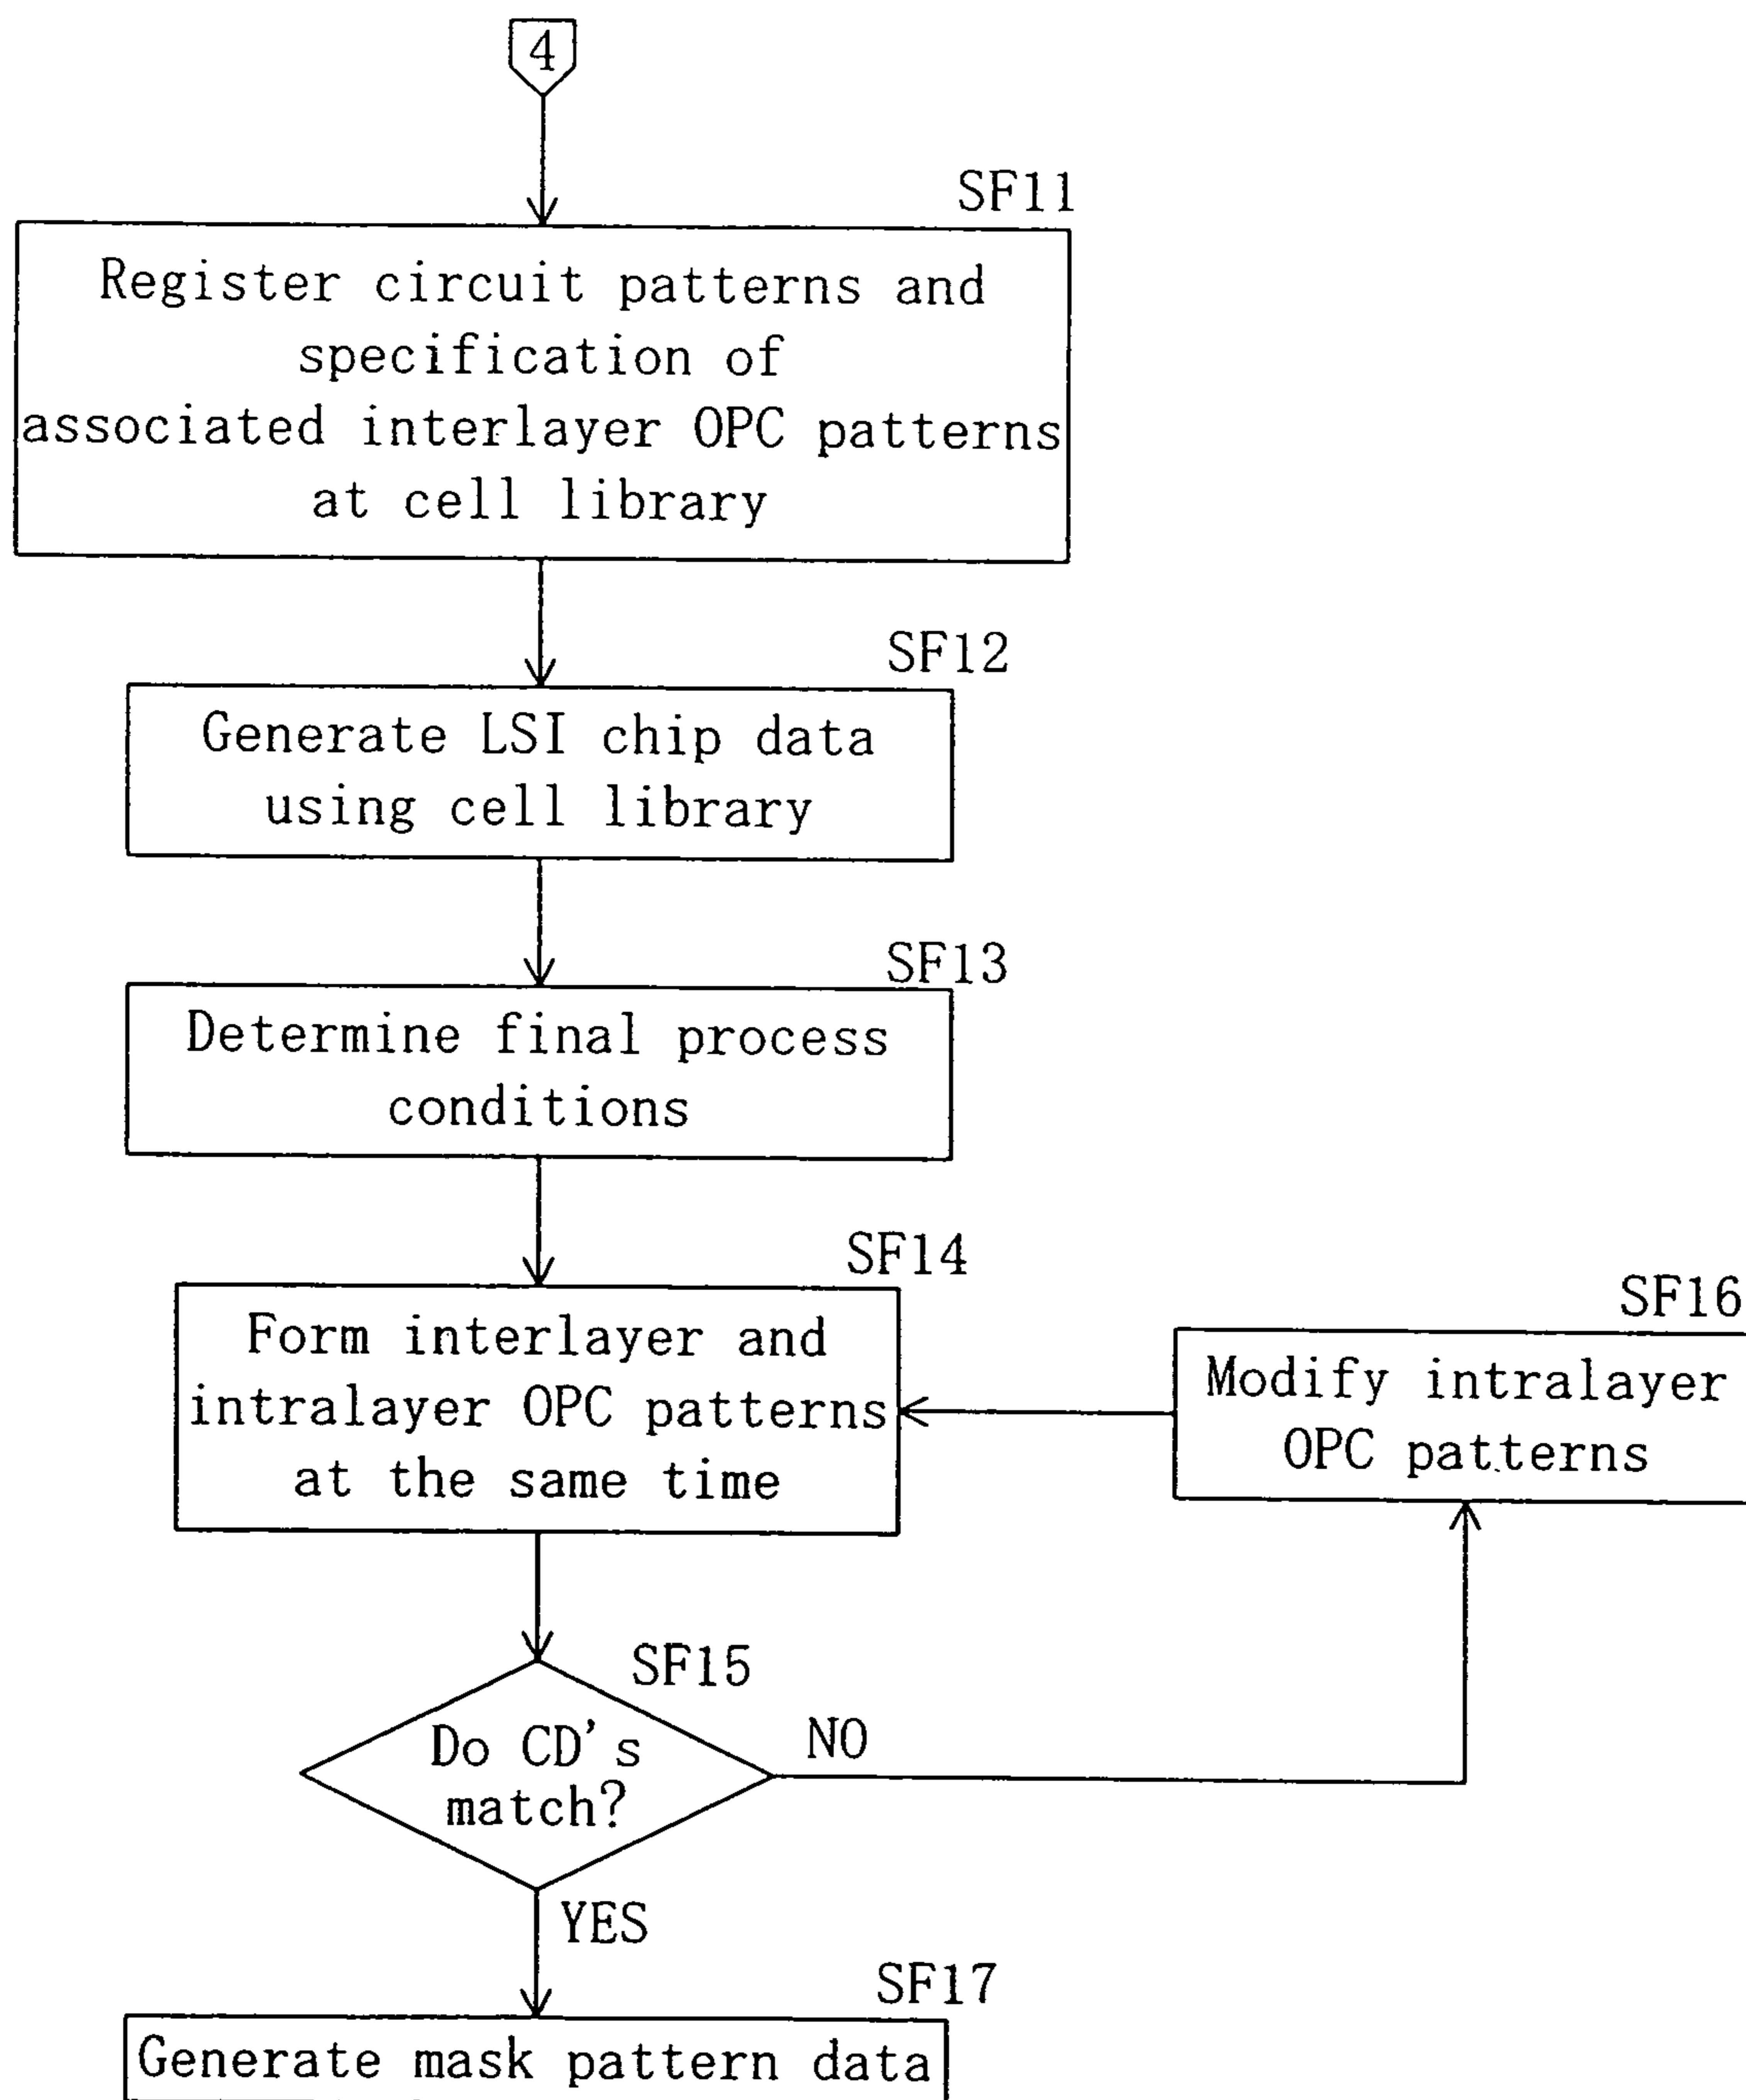 4
SF11
Register circuit patterns and
specification of
associated interlayer OPC patterns
at cell library
SF12
Generate LSI chip data
using cell library
SF13
Determine final process
conditions
SF14
Form interlayer and
intralayer OPC patterns
at the same time
SF16
Modify intralayer
OPC patterns
SF15
Do CD's
match?
NO
YES
SF17
Generate mask pattern data